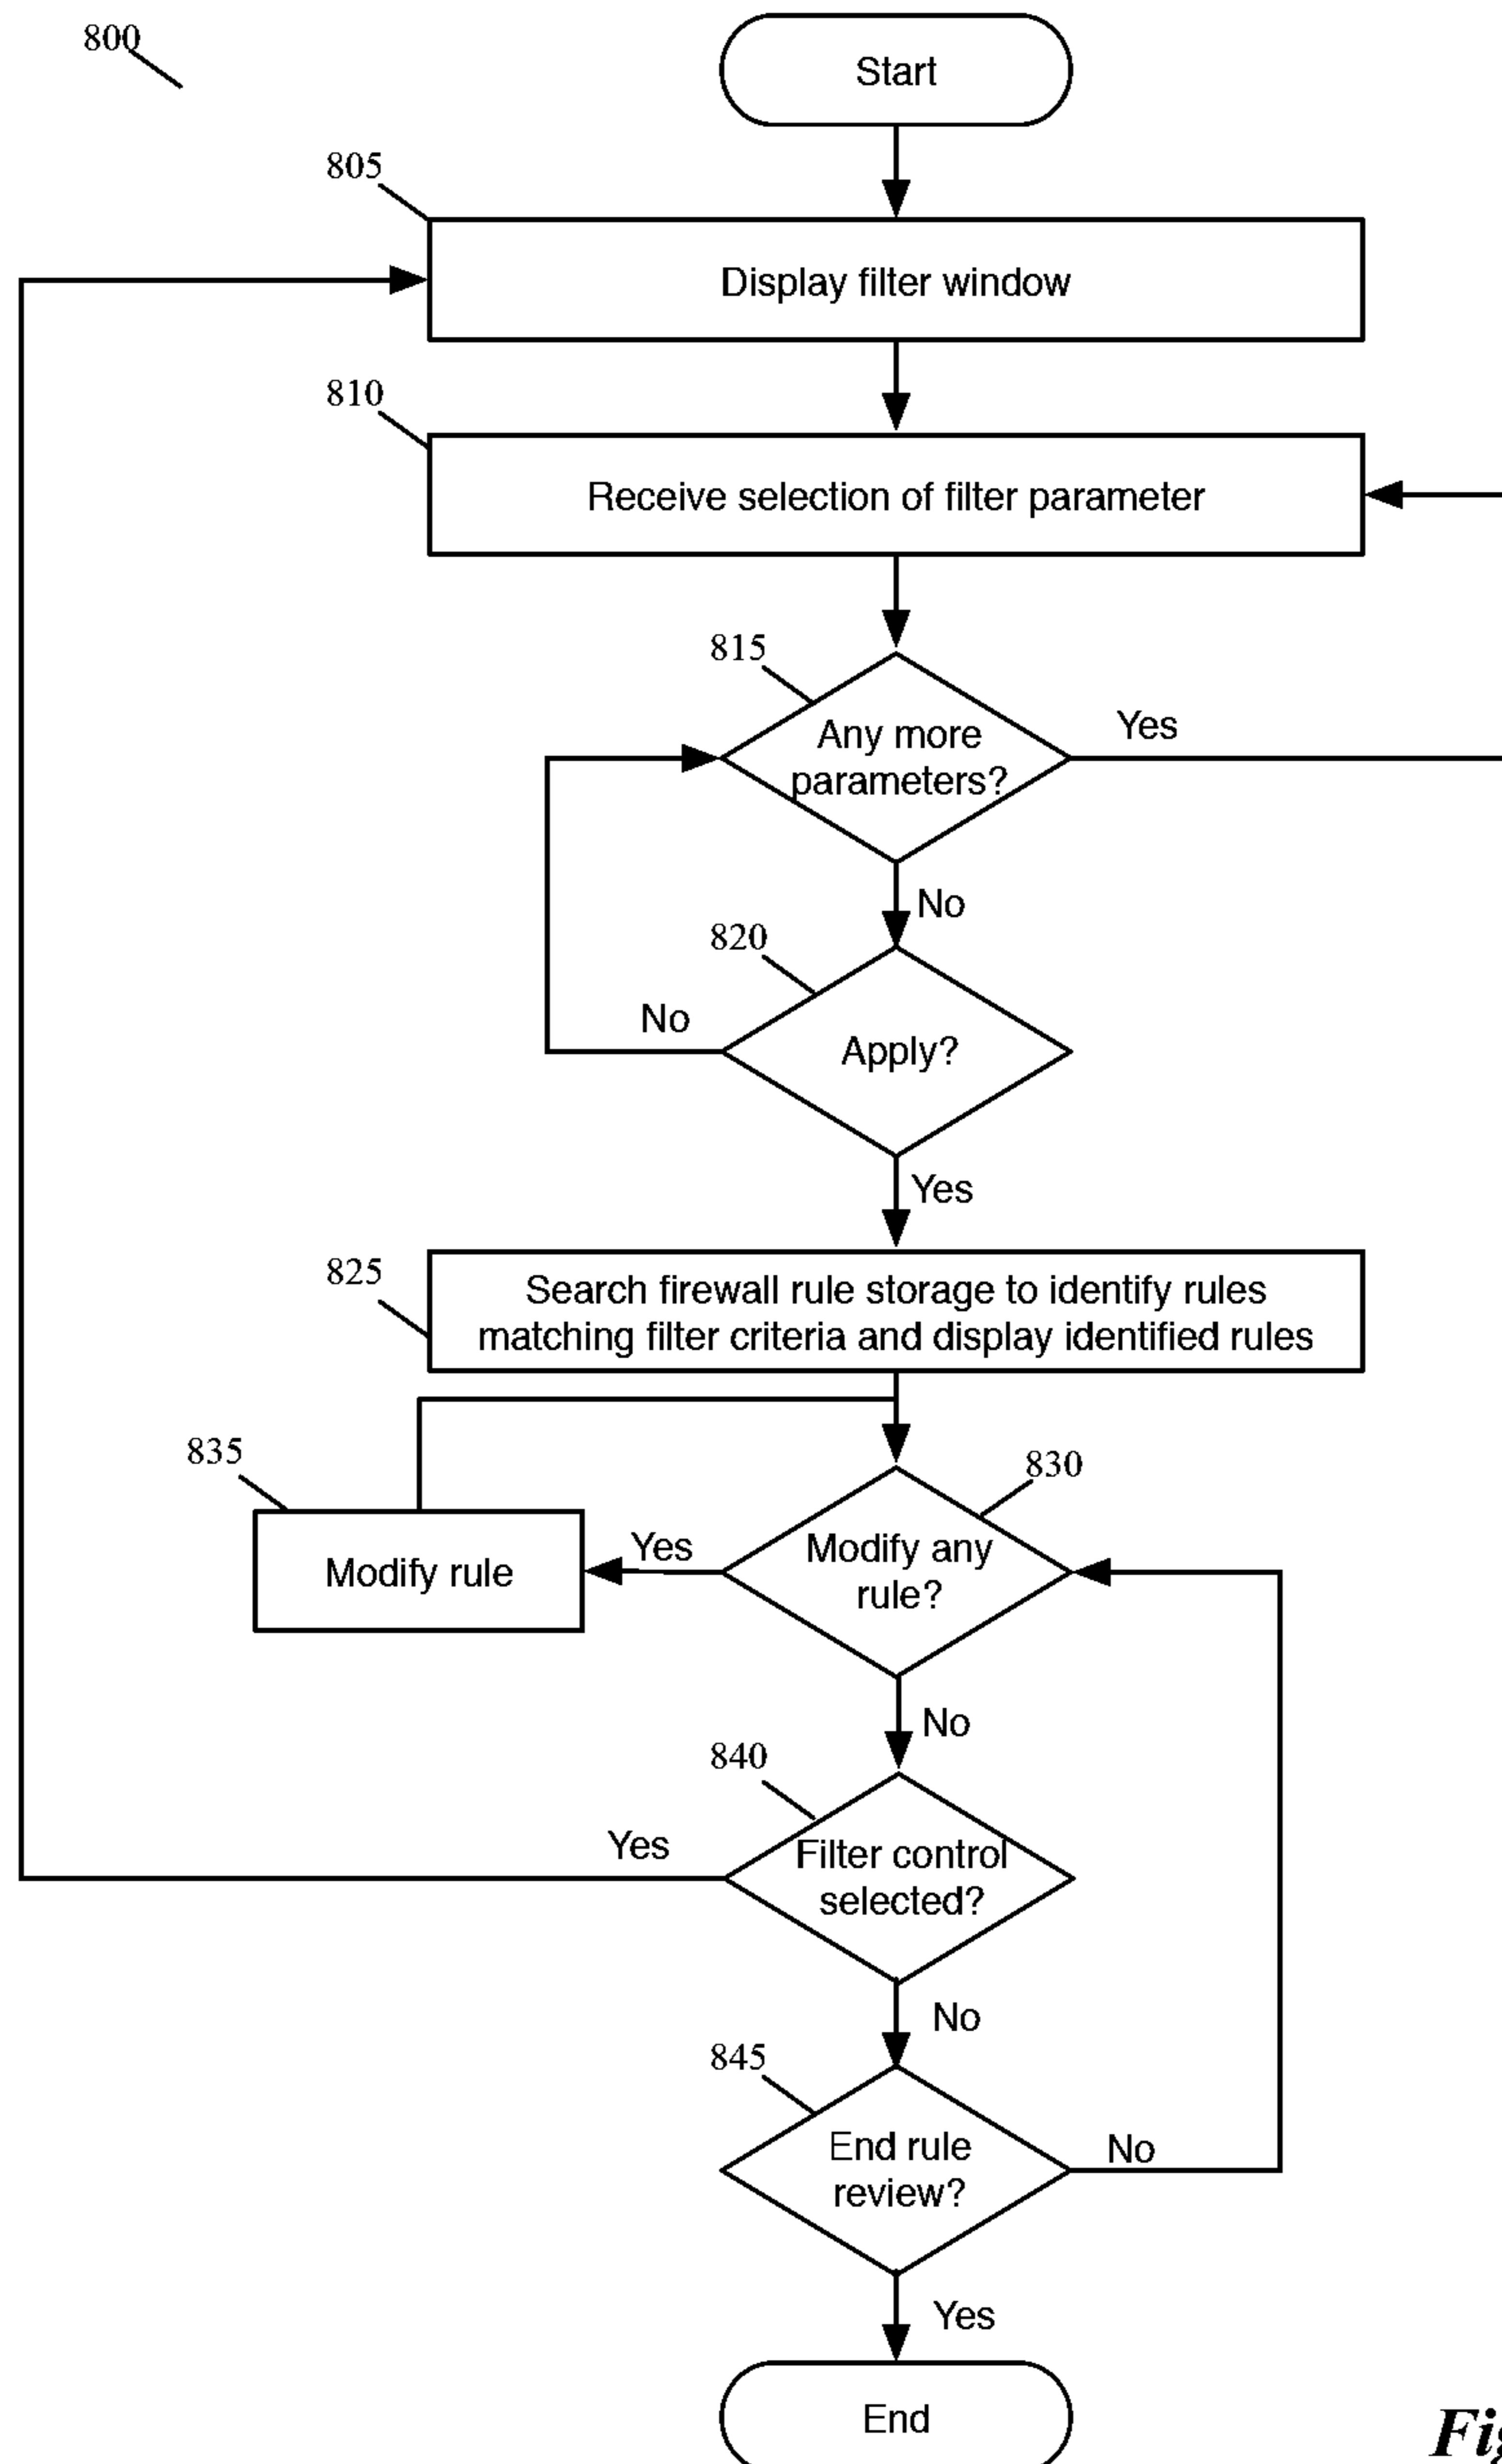 800
Start
805
Display filter window
810
Receive selection of filter parameter
815
Any more
parameters?
Yes
No
820
No
Apply?
Yes
825
Search firewall rule storage to identify rules
matching filter criteria and display identified rules
835
830
Modify rule
Yes
Modify any
rule?
No
840
Yes
Filter control
selected?
No
845
End rule
review?
No
Yes
End